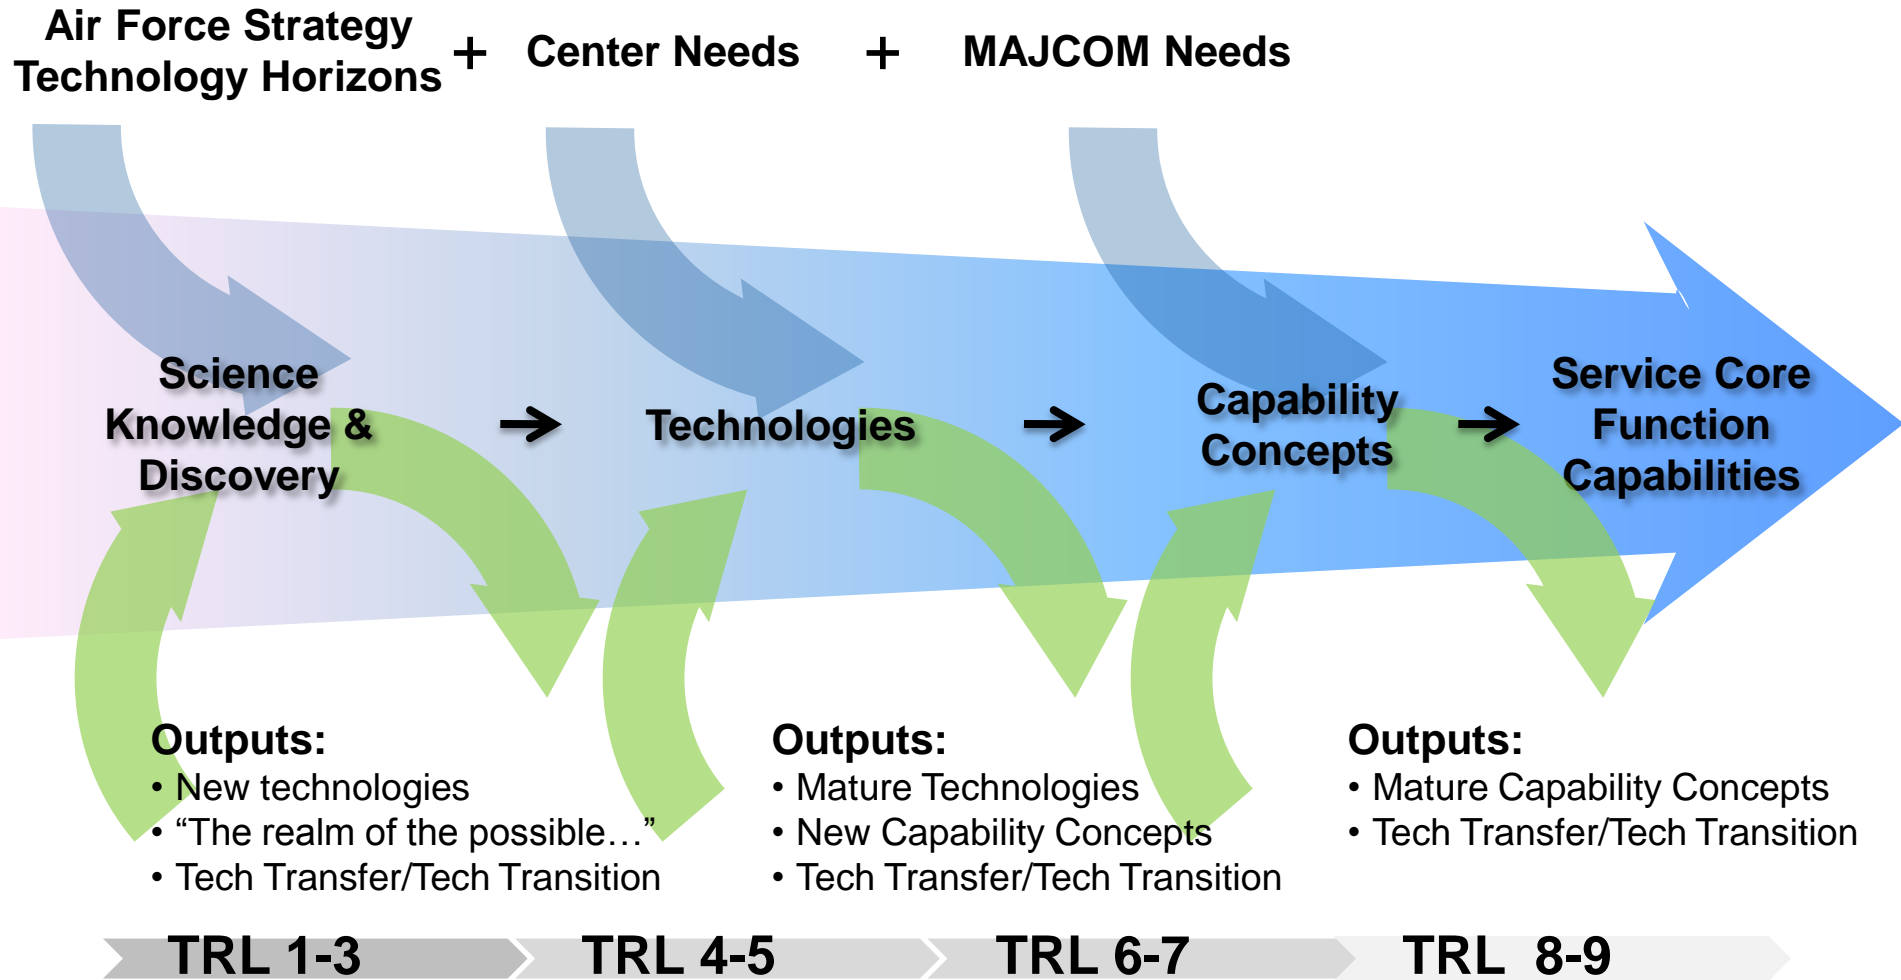 Air Force Strategy
Technology Horizons
+
Center Needs
+
MAJCOM Needs
Science
Knowledge &
Discovery
Technologies
Capability
Concepts
Service Core
Function
Capabilities
Outputs:
• New technologies
• “The realm of the possible…”
• Tech Transfer/Tech Transition
Outputs:
• Mature Technologies
• New Capability Concepts
• Tech Transfer/Tech Transition
Outputs:
• Mature Capability Concepts
• Tech Transfer/Tech Transition
TRL 1-3
TRL 4-5
TRL 6-7
TRL 8-9